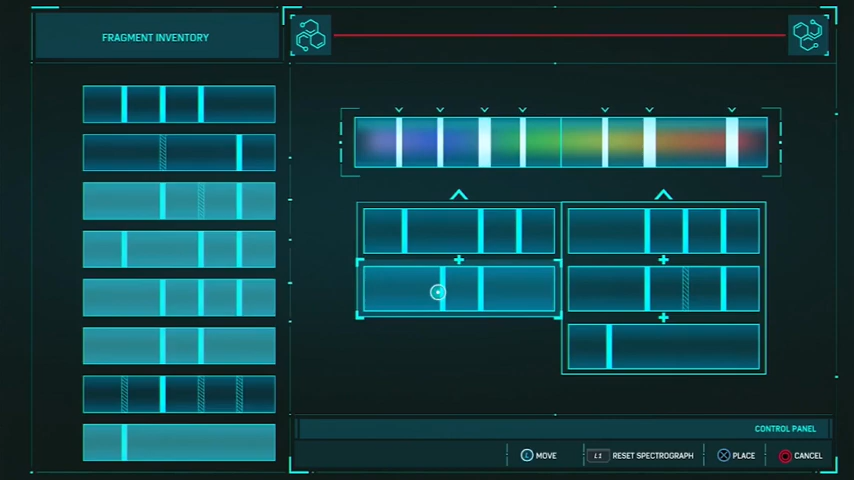 FRAGMENT INVENTORY
CONTROL PANEL
L MOVE
L1 RESET SPECTROGRAPH
PLACE
CANCEL